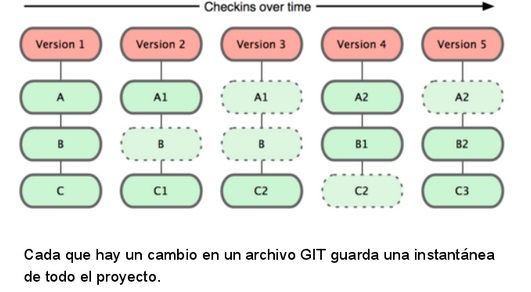 Checkins over time
Version 1 Version 2 Version 3 Version 4 Version 5
A A1 A1 A2 A2
B B B B1 B2
C C1 C2 C2 C3
Cada que hay un cambio en un archivo GIT guarda una instantánea
de todo el proyecto.